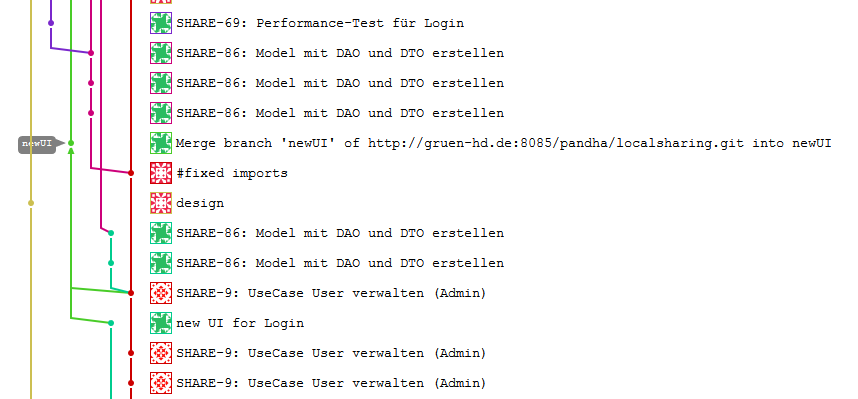 SHARE-69: Performance-Test für Login
SHARE-86: Model mit DAO und DTO erstellen
SHARE-86: Model mit DAO und DTO erstellen
SHARE-86: Model mit DAO und DTO erstellen
newUI Merge branch 'newUI' of http://gruen-hd.de:8085/pandha/localsharing.git into newUI
#fixed imports
design
SHARE-86: Model mit DAO und DTO erstellen
SHARE-86: Model mit DAO und DTO erstellen
SHARE-9: UseCase User verwalten (Admin)
new UI for Login
SHARE-9: UseCase User verwalten (Admin)
SHARE-9: UseCase User verwalten (Admin)